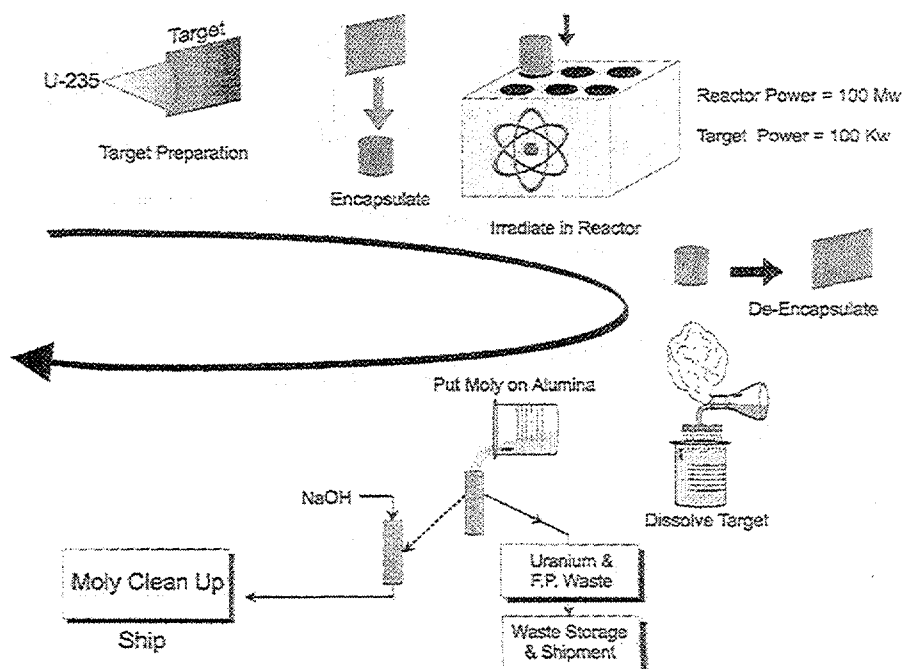 Target
U-235
Target Preparation
Encapsulate
Irradiate in Reactor
Reactor Power = 100 Mw
Target Power = 100 Kw
De-Encapsulate
Dissolve Target
Put Moly on Alumina
NaOH
Uranium &
F.P. Waste
Waste Storage
& Shipment
Moly Clean Up
Ship